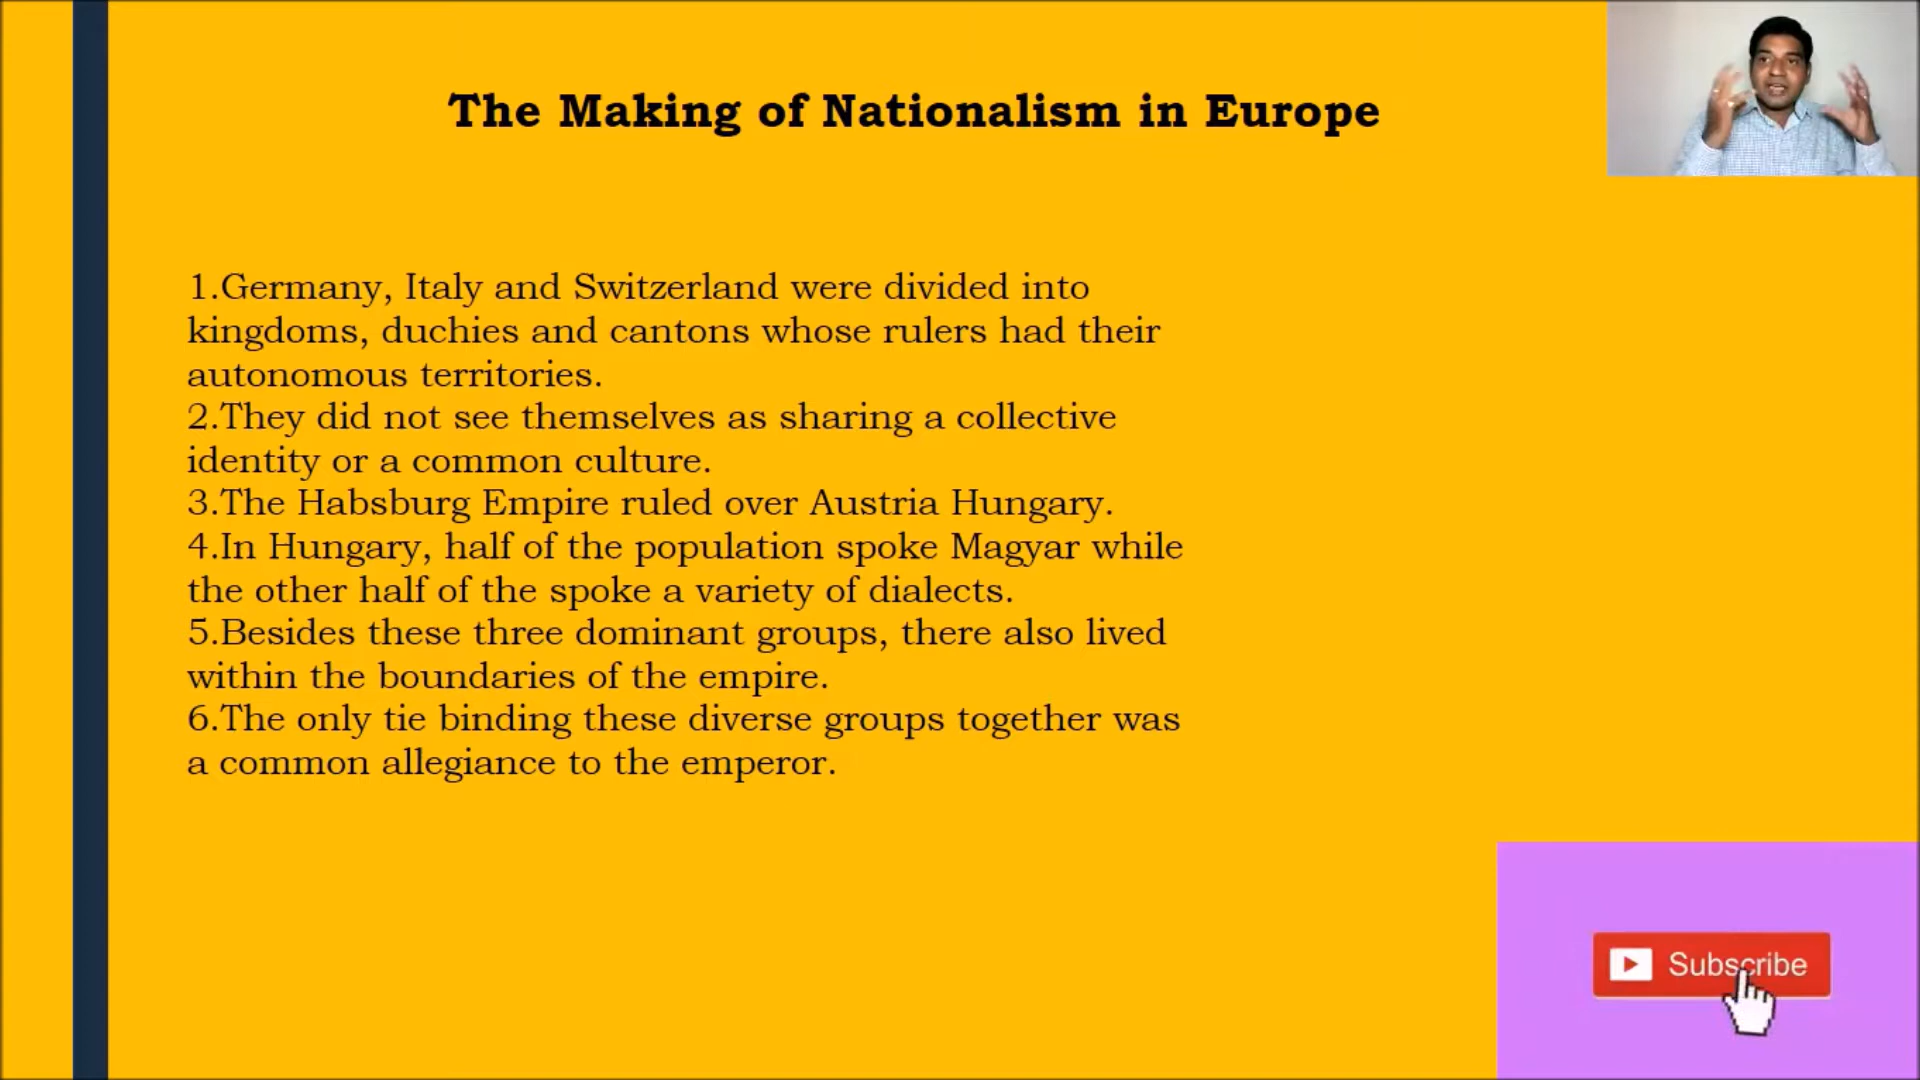 The Making of Nationalism in Europe
1.Germany, Italy and Switzerland were divided into
kingdoms, duchies and cantons whose rulers had their
autonomous territories.
2.They did not see themselves as sharing a collective
identity or a common culture.
3.The Habsburg Empire ruled over Austria Hungary.
4.In Hungary, half of the population spoke Magyar while
the other half of the spoke a variety of dialects.
5.Besides these three dominant groups, there also lived
within the boundaries of the empire.
6.The only tie binding these diverse groups together was
a common allegiance to the emperor.
Subscribe